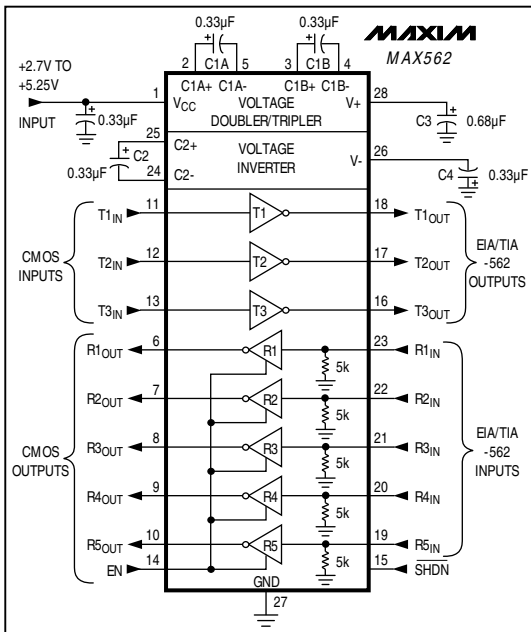 0.33µF 0.33µF
MAXIM
MAX562
2 C1A 5 3 C1B 4
+2.7V TO
+5.25V
INPUT
0.33µF
1
C1A+ C1A- C1B+ C1B-
VCC
VOLTAGE
DOUBLER/TRIPLER
V+
28
C3 0.68µF
25
C2+
C2
0.33µF
24
C2-
VOLTAGE
INVERTER
V-
26
C4 0.33µF
CMOS
INPUTS
T1IN 11 T1 18 T1OUT
T2IN 12 T2 17 T2OUT
T3IN 13 T3 16 T3OUT
EIA/TIA
-562
OUTPUTS
CMOS
OUTPUTS
R1OUT 6 R1 23 R1IN
5k
R2OUT 7 R2 22 R2IN
5k
R3OUT 8 R3 21 R3IN
5k
R4OUT 9 R4 20 R4IN
5k
R5OUT 10 R5 19 R5IN
5k
EIA/TIA
-562
INPUTS
EN 14 15 SHDN
GND
27